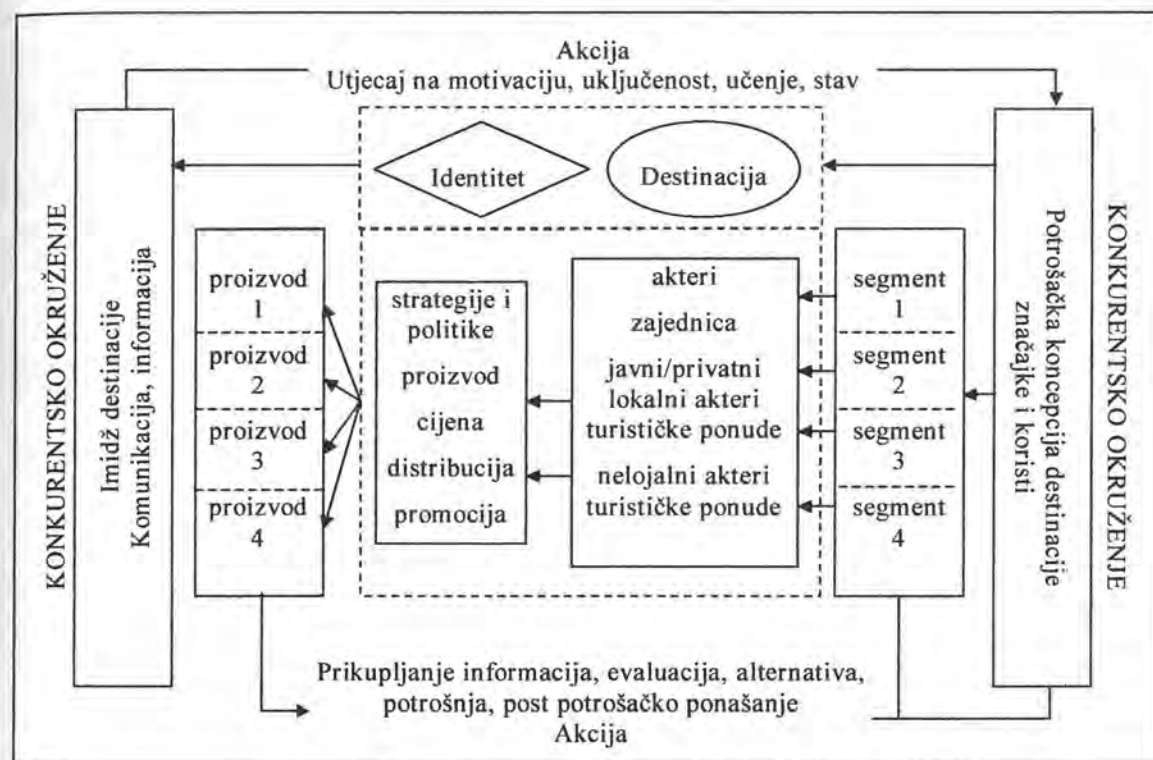 Akcija
Utjecaj na motivaciju, uključenost, učenje, stav
KONKURENTSKO OKRUŽENJE
Imidž destinacije
Komunikacija, informacija
Identitet
Destinacija
proizvod
1
proizvod
2
proizvod
3
proizvod
4
strategije i
politike
proizvod
cijena
distribucija
promocija
akteri
zajednica
javni/privatni
lokalni akteri
turističke ponude
nelojalni akteri
turističke ponude
segment
1
segment
2
segment
3
segment
4
Potrošačka koncepcija destinacije
značajke i koristi
KONKURENTSKO OKRUŽENJE
Prikupljanje informacija, evaluacija, alternativa,
potrošnja, post potrošačko ponašanje
Akcija